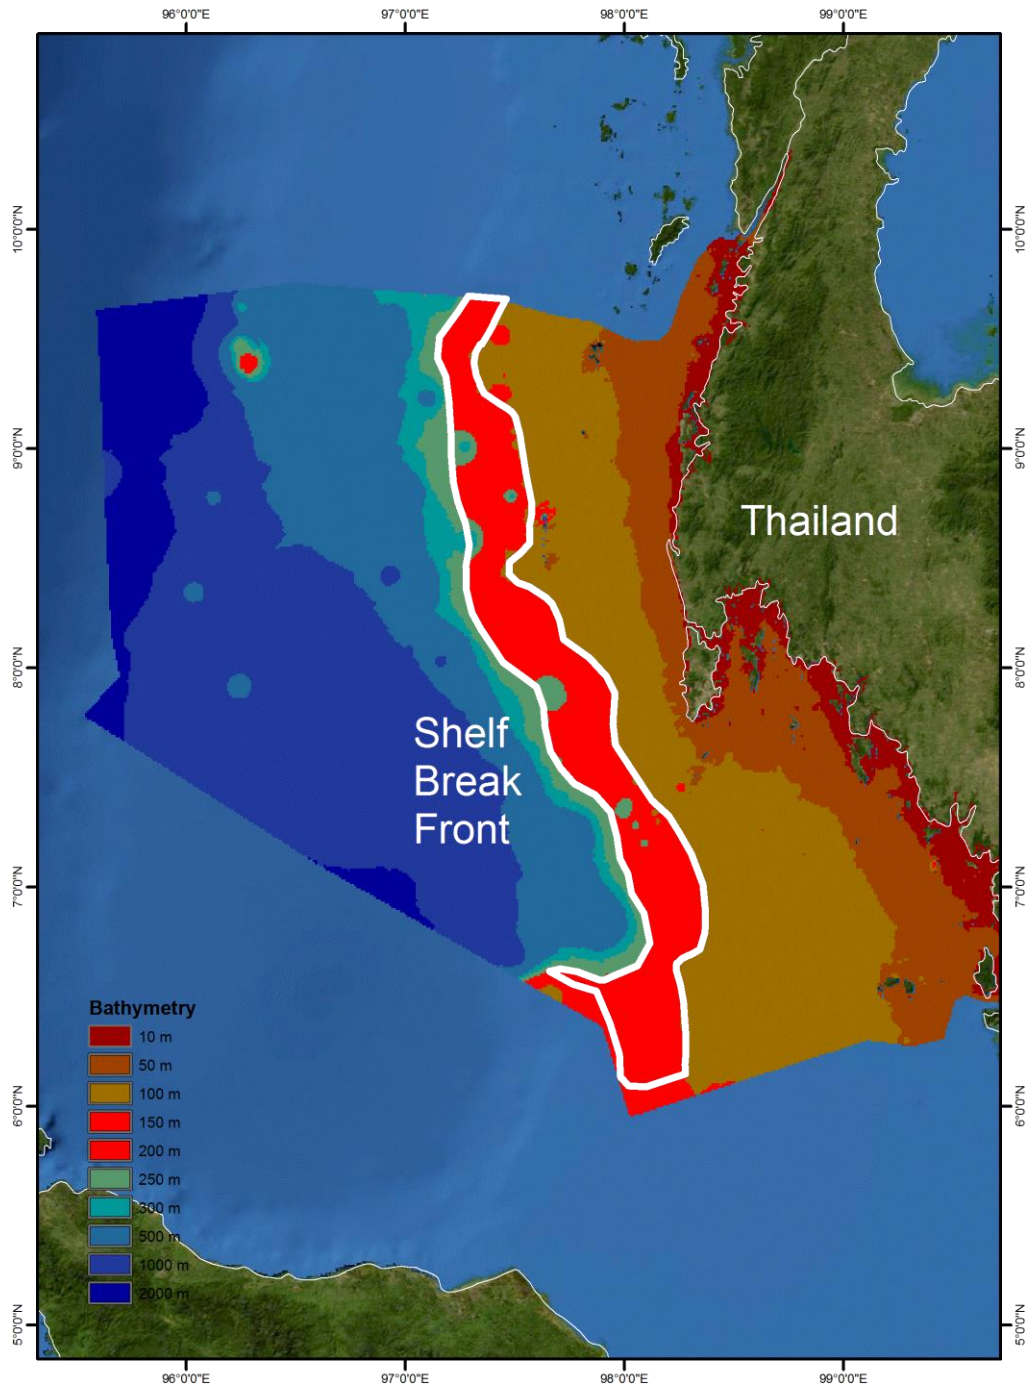 96°0'0"E 97°0'0"E 98°0'0"E 99°0'0"E
10°0'0"N 10°0'0"N
9°0'0"N 9°0'0"N
Thailand
8°0'0"N 8°0'0"N
Shelf
Break
Front
7°0'0"N 7°0'0"N
Bathymetry
10 m
50 m
100 m
6°0'0"N 6°0'0"N
150 m
200 m
250 m
300 m
500 m
1000 m
2000 m
5°0'0"N 5°0'0"N
96°0'0"E 97°0'0"E 98°0'0"E 99°0'0"E